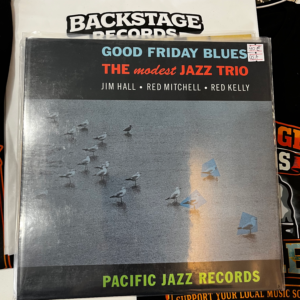 BACKSTAGE
RECORDS
GOOD FRIDAY BLUES
THE modest JAZZ TRIO
JIM HALL • RED MITCHELL • RED KELLY
PACIFIC JAZZ RECORDS
SUPPORT YOUR LOCAL MUSIC